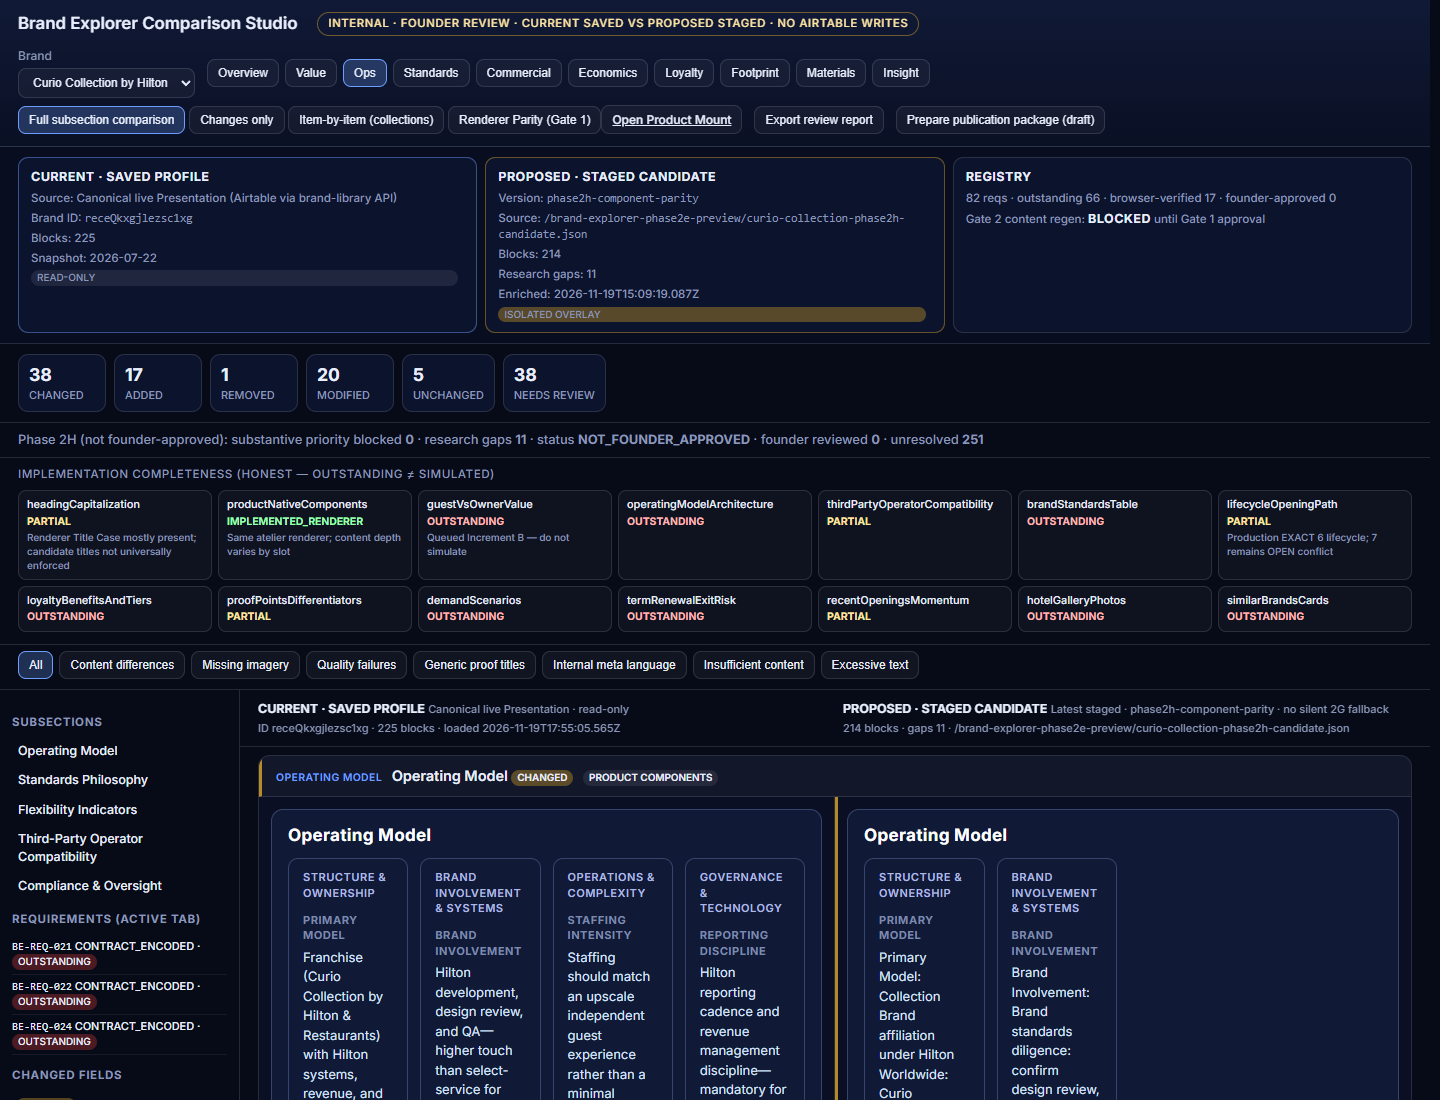 Brand Explorer Comparison Studio
INTERNAL · FOUNDER REVIEW · CURRENT SAVED VS PROPOSED STAGED · NO AIRTABLE WRITES
Brand
Curio Collection by Hilton
Overview
Value
Ops
Standards
Commercial
Economics
Loyalty
Footprint
Materials
Insight
Full subsection comparison
Changes only
Item-by-item (collections)
Renderer Parity (Gate 1)
Open Product Mount
Export review report
Prepare publication package (draft)
CURRENT · SAVED PROFILE
Source: Canonical live Presentation (Airtable via brand-library API)
Brand ID: receQkxgjlezsc1xg
Blocks: 225
Snapshot: 2026-07-22
READ-ONLY
PROPOSED · STAGED CANDIDATE
Version: phase2h-component-parity
Source: /brand-explorer-phase2e-preview/curio-collection-phase2h-
candidate.json
Blocks: 214
Research gaps: 11
Enriched: 2026-11-19T15:09:19.087Z
ISOLATED OVERLAY
REGISTRY
82 reqs · outstanding 66 · browser-verified 17 · founder-approved 0
Gate 2 content regen: BLOCKED until Gate 1 approval
38
CHANGED
17
ADDED
1
REMOVED
20
MODIFIED
5
UNCHANGED
38
NEEDS REVIEW
Phase 2H (not founder-approved): substantive priority blocked 0 · research gaps 11 · status NOT_FOUNDER_APPROVED · founder reviewed 0 · unresolved 251
IMPLEMENTATION COMPLETENESS (HONEST — OUTSTANDING ≠ SIMULATED)
headingCapitalization
PARTIAL
Renderer Title Case mostly present;
candidate titles not universally
enforced
productNativeComponents
IMPLEMENTED_RENDERER
Same atelier renderer; content depth
varies by slot
guestVsOwnerValue
OUTSTANDING
Queued Increment B — do not
simulate
operatingModelArchitecture
OUTSTANDING
thirdPartyOperatorCompatibility
PARTIAL
brandStandardsTable
OUTSTANDING
lifecycleOpeningPath
PARTIAL
Production EXACT 6 lifecycle; 7
remains OPEN conflict
loyaltyBenefitsAndTiers
OUTSTANDING
proofPointsDifferentiators
PARTIAL
demandScenarios
OUTSTANDING
termRenewalExitRisk
OUTSTANDING
recentOpeningsMomentum
PARTIAL
hotelGalleryPhotos
OUTSTANDING
similarBrandsCards
OUTSTANDING
All
Content differences
Missing imagery
Quality failures
Generic proof titles
Internal meta language
Insufficient content
Excessive text
SUBSECTIONS
Operating Model
Standards Philosophy
Flexibility Indicators
Third-Party Operator
Compatibility
Compliance & Oversight
REQUIREMENTS (ACTIVE TAB)
BE-REQ-021 CONTRACT_ENCODED ·
OUTSTANDING
BE-REQ-022 CONTRACT_ENCODED ·
OUTSTANDING
BE-REQ-024 CONTRACT_ENCODED ·
OUTSTANDING
CHANGED FIELDS
CURRENT · SAVED PROFILE Canonical live Presentation · read-only
ID receQkxgjlezsc1xg · 225 blocks · loaded 2026-11-19T17:55:05.565Z
PROPOSED · STAGED CANDIDATE Latest staged · phase2h-component-parity · no silent 2G fallback
214 blocks · gaps 11 · /brand-explorer-phase2e-preview/curio-collection-phase2h-candidate.json
OPERATING MODEL Operating Model CHANGED PRODUCT COMPONENTS
Operating Model
STRUCTURE &
OWNERSHIP
PRIMARY
MODEL
Franchise
(Curio
Collection by
Hilton &
Restaurants)
with Hilton
systems,
revenue, and
BRAND
INVOLVEMENT
& SYSTEMS
BRAND
INVOLVEMENT
Hilton
development,
design review,
and QA—
higher touch
than select-
service for
OPERATIONS &
COMPLEXITY
STAFFING
INTENSITY
Staffing
should match
an upscale
independent
guest
experience
rather than a
minimal
GOVERNANCE
&
TECHNOLOGY
REPORTING
DISCIPLINE
Hilton
reporting
cadence and
revenue
management
discipline—
mandatory for
Operating Model
STRUCTURE &
OWNERSHIP
PRIMARY
MODEL
Primary
Model:
Collection
Brand
affiliation
under Hilton
Worldwide:
Curio
BRAND
INVOLVEMENT
& SYSTEMS
BRAND
INVOLVEMENT
Brand
Involvement:
Brand
standards
diligence:
confirm
design review,